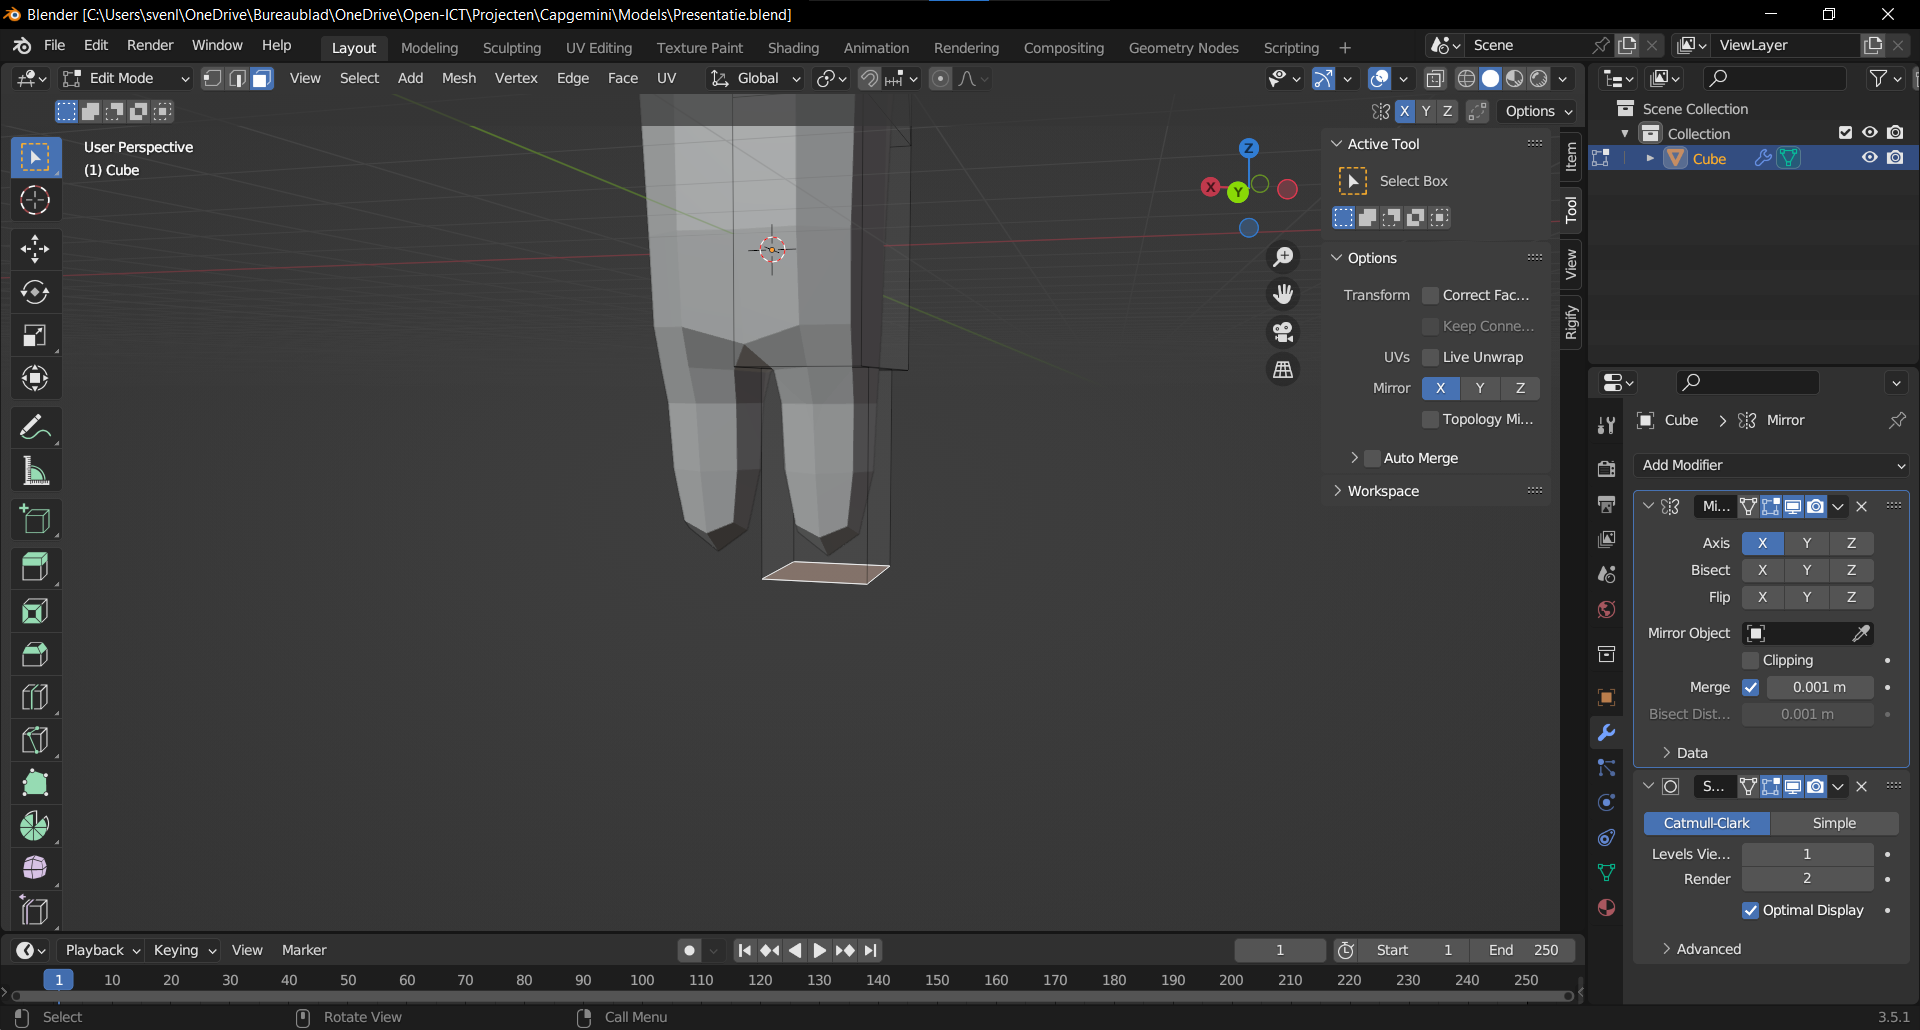 Blender [C:\Users\svenl\OneDrive\Bureaublad\OneDrive\Open-ICT\Projecten\Capgemini\Models\Presentatie.blend]
File Edit Render Window Help Layout Modeling Sculpting UV Editing Texture Paint Shading Animation Rendering Compositing Geometry Nodes Scripting + Scene ViewLayer
Edit Mode View Select Add Mesh Vertex Edge Face UV Global
X Y Z Options
User Perspective
(1) Cube
Z
X
Y
Active Tool
Select Box
Options
Transform Correct Fac...
Keep Conne...
UVs Live Unwrap
Mirror X Y Z
Topology Mi...
Auto Merge
Workspace
Item
Tool
View
Rigify
Scene Collection
Collection
Cube
Cube > Mirror
Add Modifier
Mi...
Axis X Y Z
Bisect X Y Z
Flip X Y Z
Mirror Object
Clipping
Merge 0.001 m
Bisect Dist... 0.001 m
Data
S...
Catmull-Clark Simple
Levels Vie... 1
Render 2
Optimal Display
Advanced
Playback Keying View Marker 1 Start 1 End 250
1 10 20 30 40 50 60 70 80 90 100 110 120 130 140 150 160 170 180 190 200 210 220 230 240 250
Select Rotate View Call Menu 3.5.1